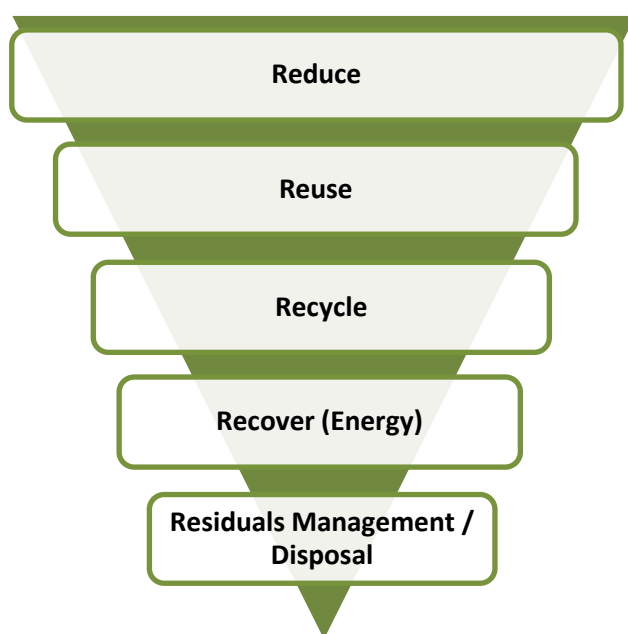 Reduce
Reuse
Recycle
Recover (Energy)
Residuals Management /
Disposal